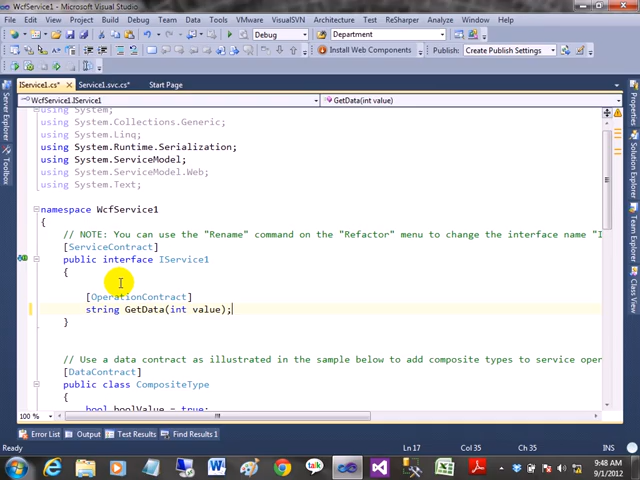 WcfService1 - Microsoft Visual Studio
File Edit View Project Build Debug Team Data Tools VMware VisualSVN Architecture Test ReSharper Analyze Window Help
Debug Department
Install Web Components Publish: Create Publish Settings
IService1.cs* Service1.svc.cs* Start Page
WcfService1.IService1 GetData(int value)
using System;
using System.Collections.Generic;
using System.Linq;
using System.Runtime.Serialization;
using System.ServiceModel;
using System.ServiceModel.Web;
using System.Text;
namespace WcfService1
{
// NOTE: You can use the "Rename" command on the "Refactor" menu to change the interface name "I
[ServiceContract]
public interface IService1
{
[OperationContract]
string GetData(int value);
}
// Use a data contract as illustrated in the sample below to add composite types to service oper
[DataContract]
public class CompositeType
{
bool boolValue = true;
100 %
Server Explorer
Toolbox
Properties
Solution Explorer
Class View
Error List Output Test Results Find Results 1
Ready Ln 17 Col 35 Ch 35 INS
talk
9:48 AM
9/1/2012